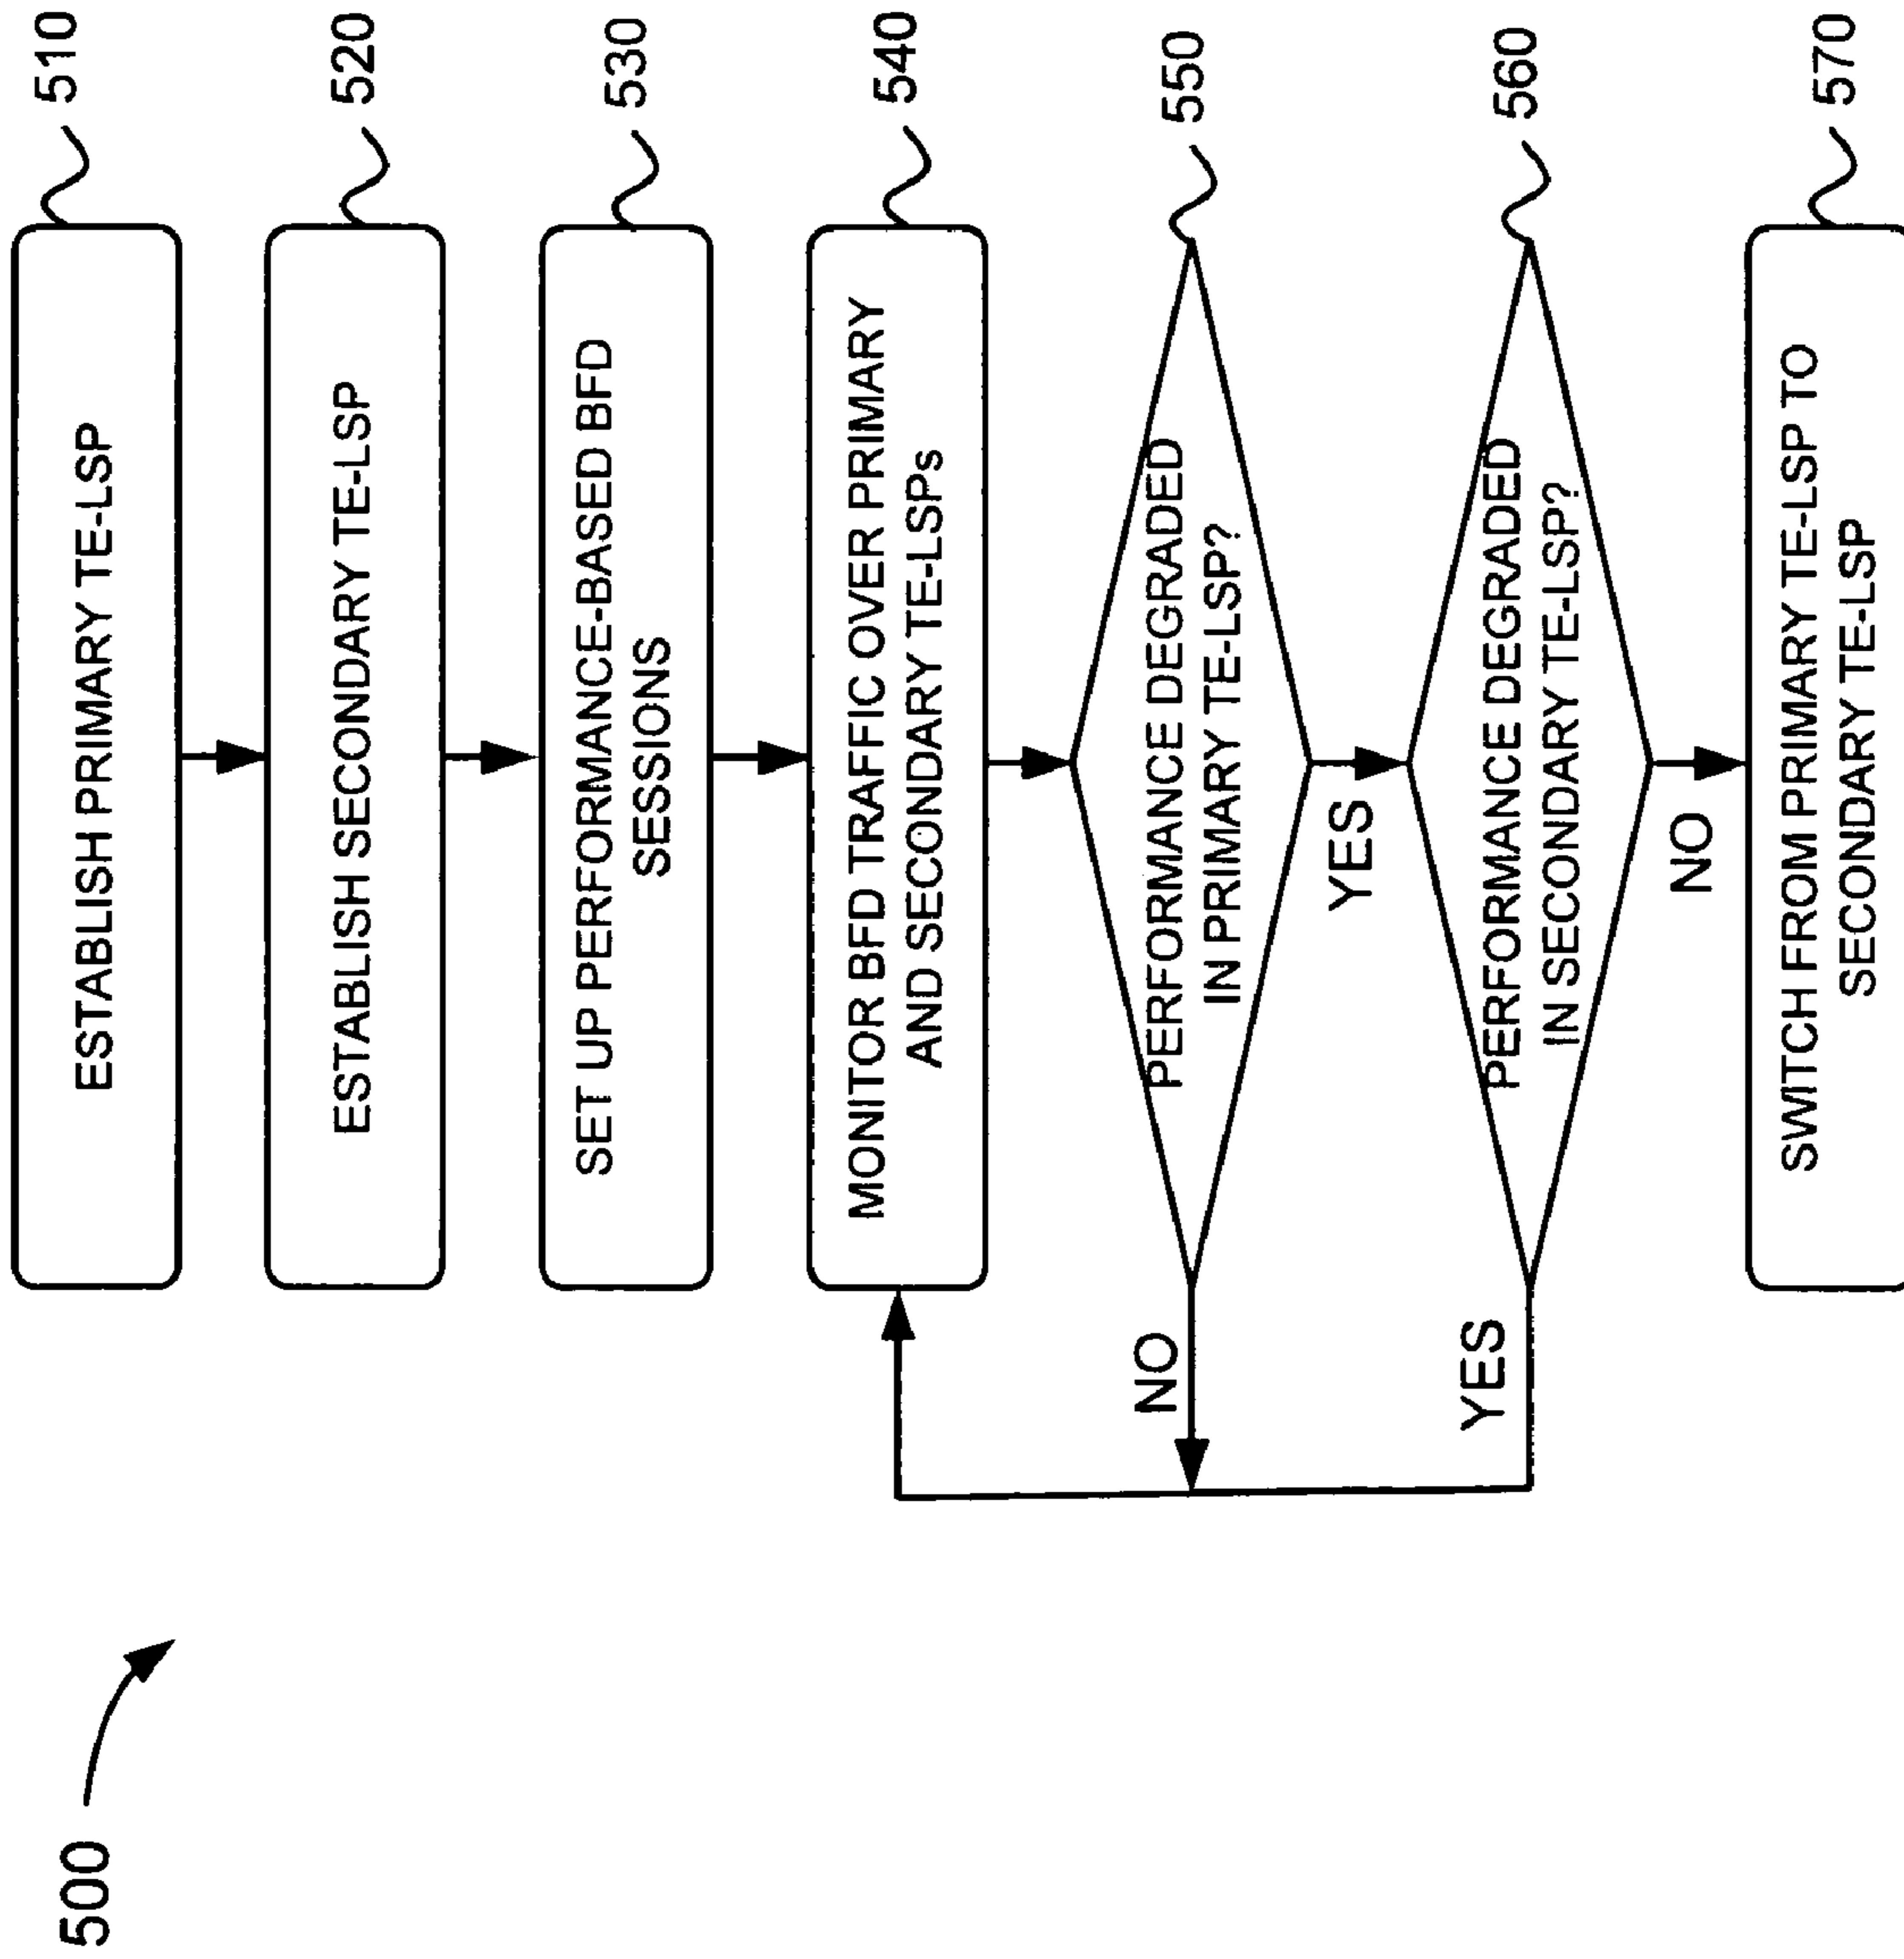 500
ESTABLISH PRIMARY TE-LSP
510
ESTABLISH SECONDARY TE-LSP
520
SET UP PERFORMANCE-BASED BFD
SESSIONS
530
MONITOR BFD TRAFFIC OVER PRIMARY
AND SECONDARY TE-LSPs
540
PERFORMANCE DEGRADED
IN PRIMARY TE-LSP?
550
NO
YES
PERFORMANCE DEGRADED
IN SECONDARY TE-LSP?
560
YES
NO
SWITCH FROM PRIMARY TE-LSP TO
SECONDARY TE-LSP
570